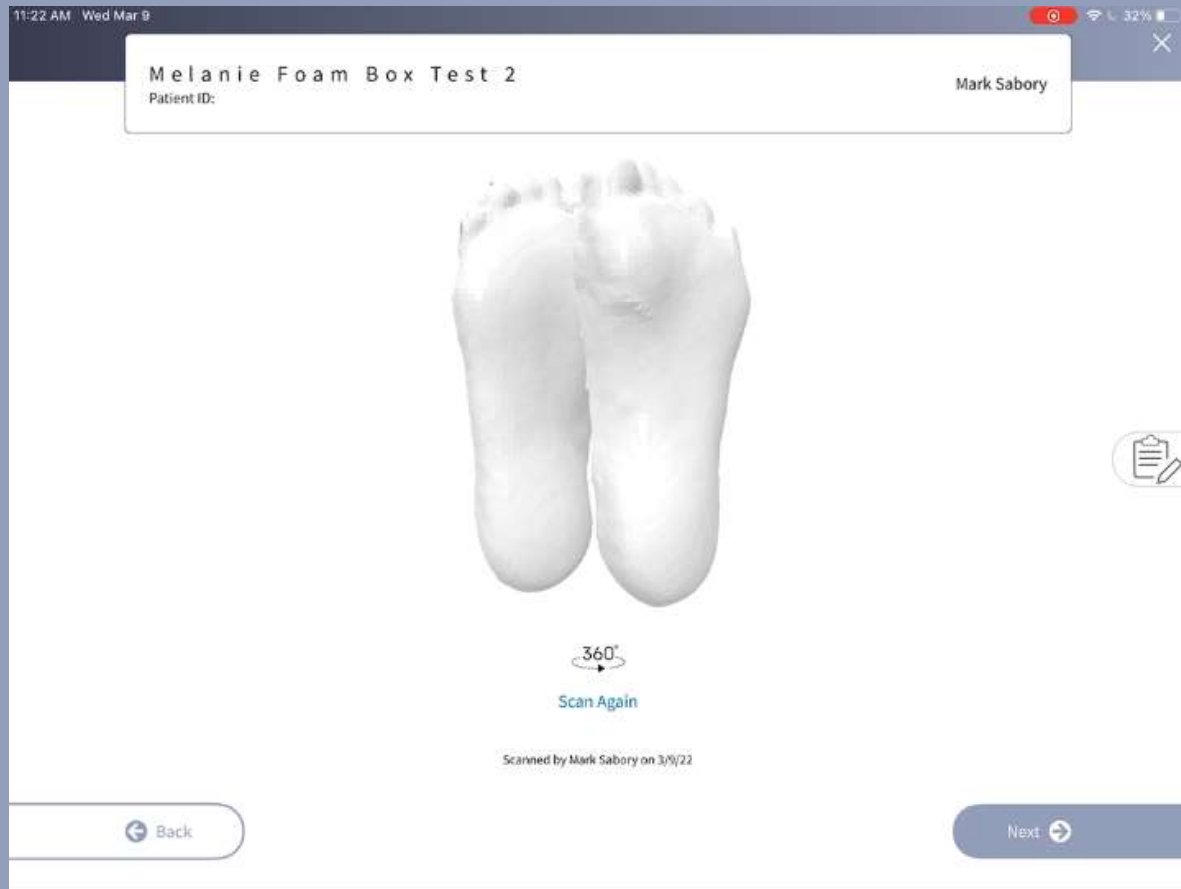 11:22 AM Wed Mar 9
32%
Melanie Foam Box Test 2
Patient ID:
Mark Sabory
360°
Scan Again
Scanned by Mark Sabory on 3/9/22
Back
Next